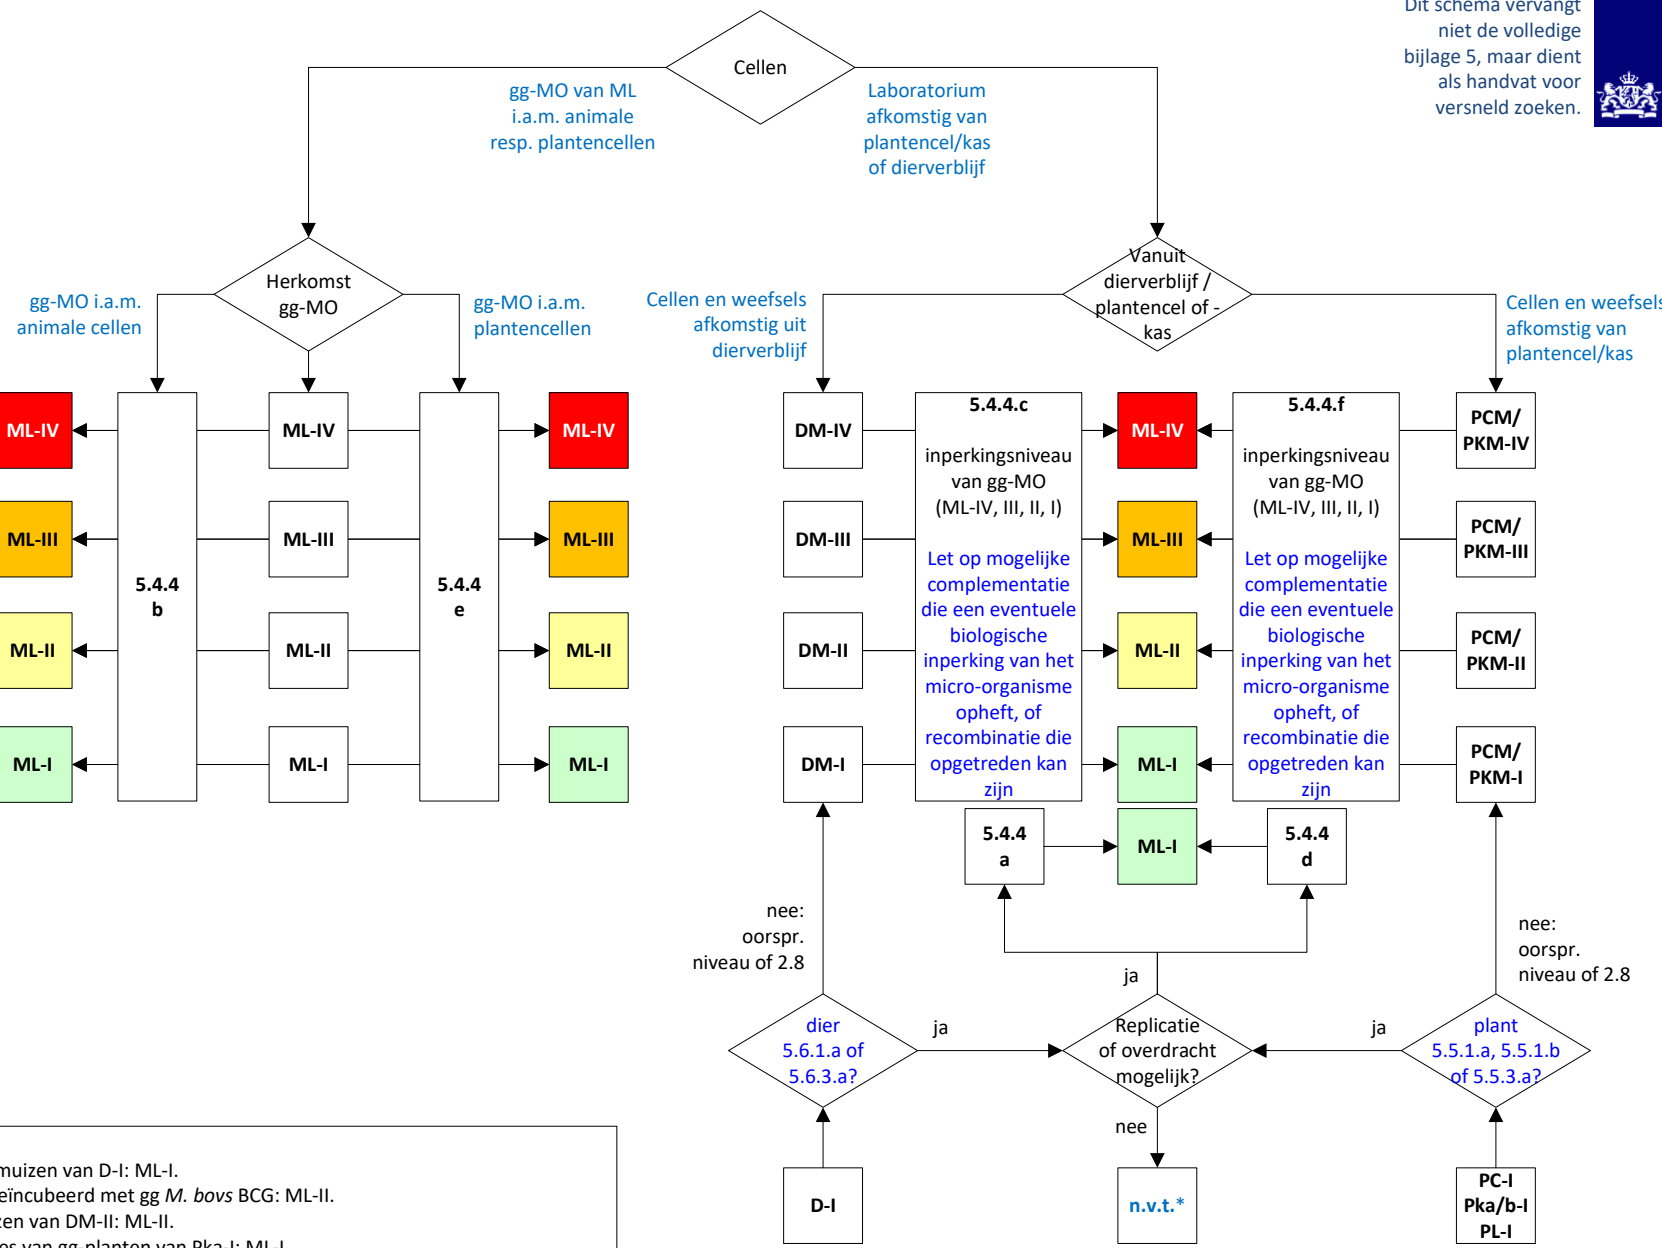 Dit schema vervangt
niet de volledige
bijlage 5, maar dient
als handvat voor
versneld zoeken.
Cellen
gg-MO van ML
i.a.m. animale
resp. plantencellen
Laboratorium
afkomstig van
plantencel/kas
of dierverblijf
Herkomst
gg-MO
gg-MO i.a.m.
animale cellen
gg-MO i.a.m.
plantencellen
Vanuit
dierverblijf /
plantencel of -
kas
Cellen en weefsels
afkomstig uit
dierverblijf
Cellen en weefsels
afkomstig van
plantencel/kas
ML-IV
ML-III
ML-II
ML-I
5.4.4
b
ML-IV
ML-III
ML-II
ML-I
5.4.4
e
ML-IV
ML-III
ML-II
ML-I
DM-IV
DM-III
DM-II
DM-I
5.4.4.c
inperkingsniveau
van gg-MO
(ML-IV, III, II, I)
Let op mogelijke
complementatie
die een eventuele
biologische
inperking van het
micro-organisme
opheft, of
recombinatie die
opgetreden kan
zijn
ML-IV
ML-III
ML-II
ML-I
5.4.4.f
inperkingsniveau
van gg-MO
(ML-IV, III, II, I)
Let op mogelijke
complementatie
die een eventuele
biologische
inperking van het
micro-organisme
opheft, of
recombinatie die
opgetreden kan
zijn
PCM/
PKM-IV
PCM/
PKM-III
PCM/
PKM-II
PCM/
PKM-I
5.4.4
a
ML-I
5.4.4
d
nee:
oorspr.
niveau of 2.8
nee:
oorspr.
niveau of 2.8
ja
dier
5.6.1.a of
5.6.3.a?
ja
Replicatie
of overdracht
mogelijk?
ja
plant
5.5.1.a, 5.5.1.b
of 5.5.3.a?
nee
D-I
n.v.t.*
PC-I
Pka/b-I
PL-I
muizen van D-I: ML-I.
eïncubeerd met gg M. bovs BCG: ML-II.
zen van DM-II: ML-II.
es van gg-planten van Pka-I: ML-I